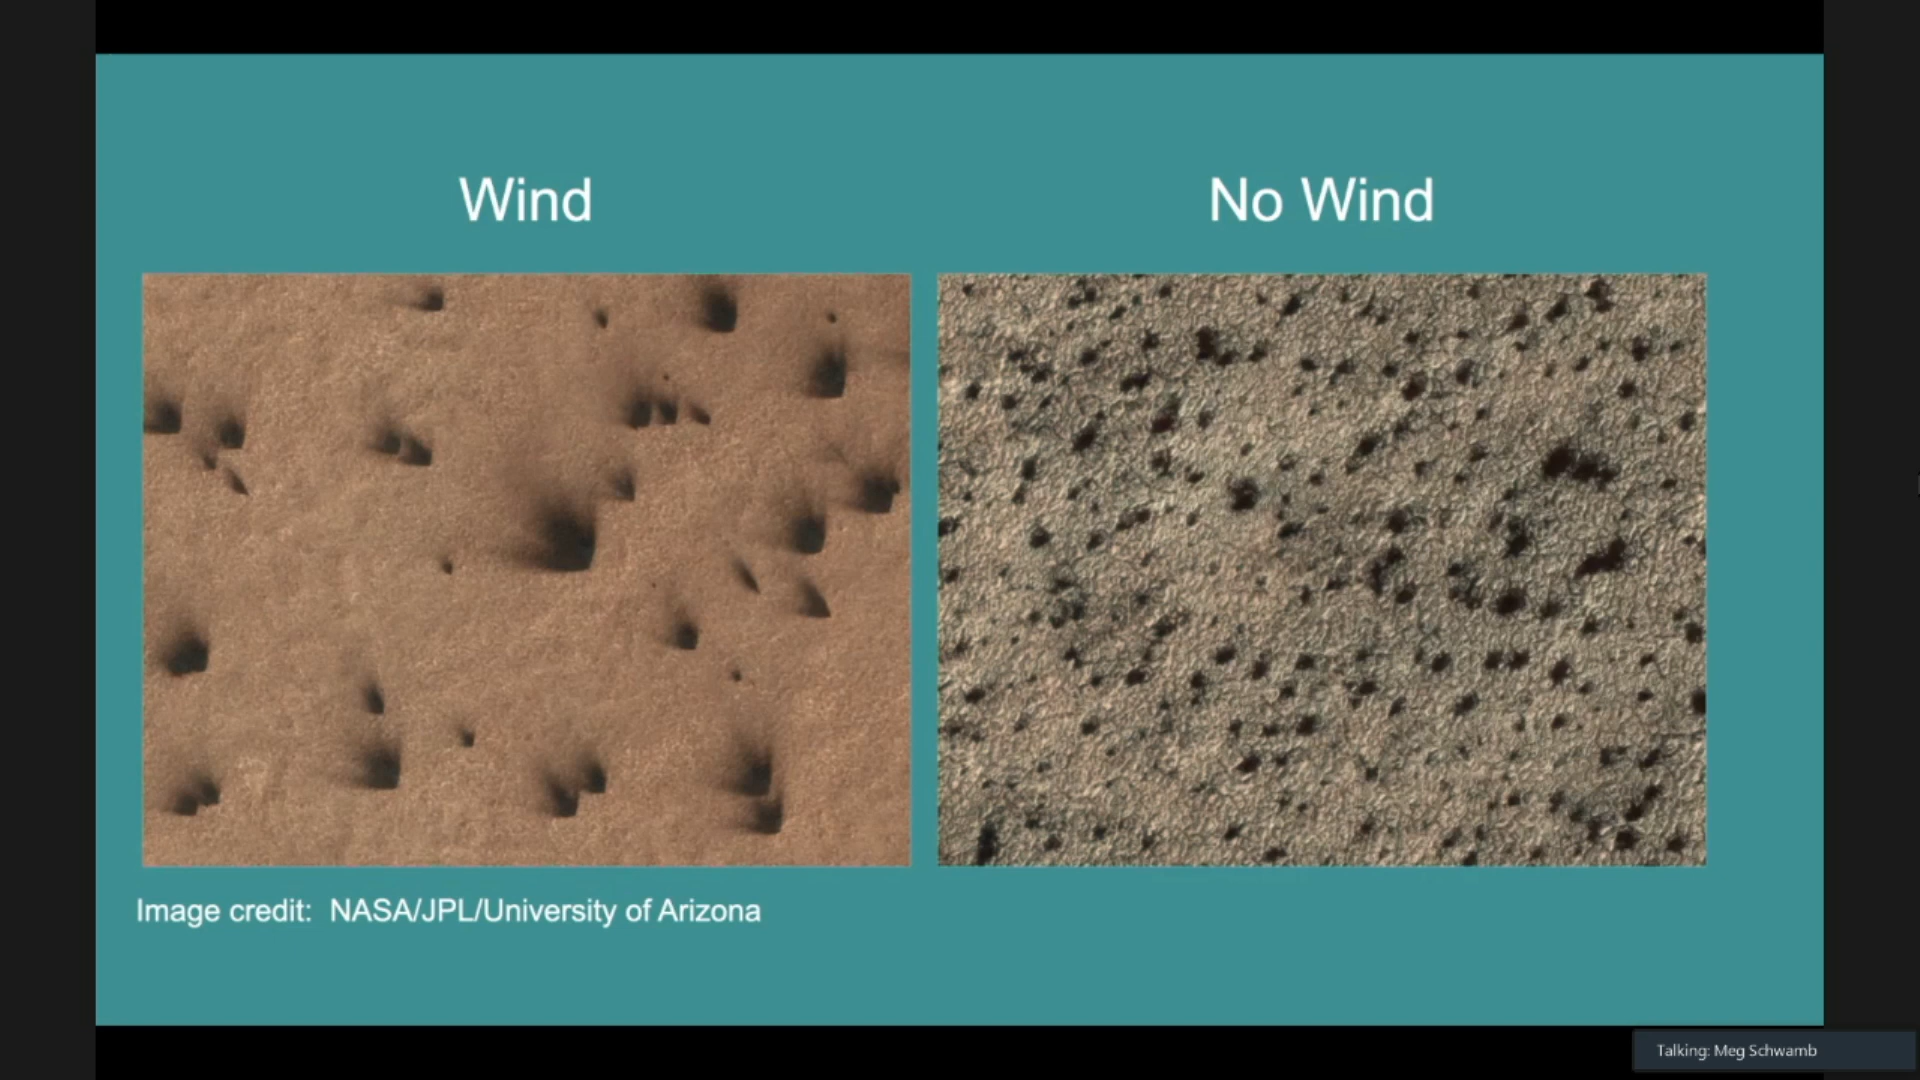 Wind
No Wind
Image credit:  NASA/JPL/University of Arizona
Talking: Meg Schwamb